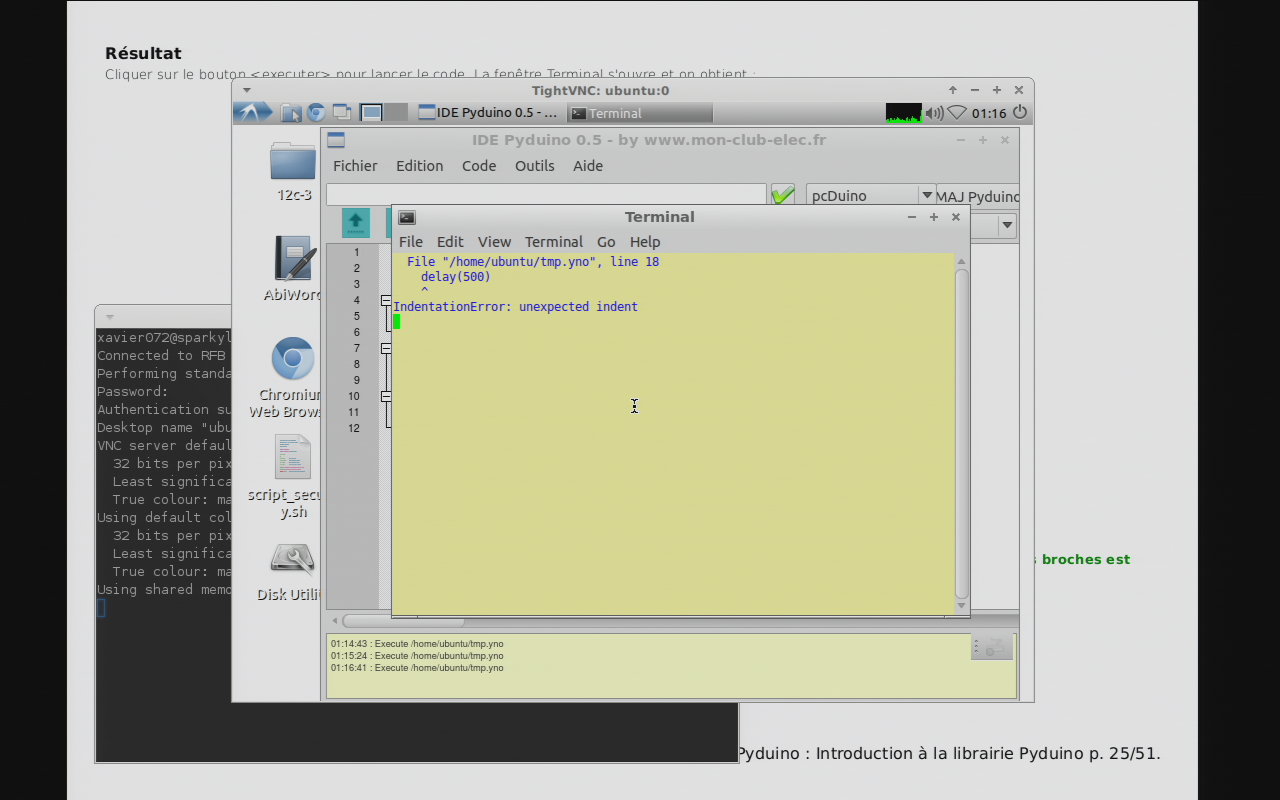 Résultat
Cliquer sur le bouton <executer> pour lancer le code. La fenêtre Terminal s'ouvre et on obtient :
TightVNC: ubuntu:0
IDE Pyduino 0.5 - ...
Terminal
01:16
IDE Pyduino 0.5 - by www.mon-club-elec.fr
Fichier Edition Code Outils Aide
12c-3
pcDuino
MAJ Pyduino
Terminal
File Edit View Terminal Go Help
File "/home/ubuntu/tmp.yno", line 18
delay(500)
^
IndentationError: unexpected indent
1
2
3
4
5
6
7
8
9
10
11
12
AbiWord
Chromium
Web Brows
script_secu
y.sh
Disk Utili
xavier072@sparkyl
Connected to RFB
Performing standa
Password:
Authentication su
Desktop name "ubu
VNC server defaul
32 bits per pix
Least significa
True colour: ma
Using default col
32 bits per pix
Least significa
True colour: ma
Using shared memo
broches est
01:14:43 : Execute /home/ubuntu/tmp.yno
01:15:24 : Execute /home/ubuntu/tmp.yno
01:16:41 : Execute /home/ubuntu/tmp.yno
Pyduino : Introduction à la librairie Pyduino p. 25/51.